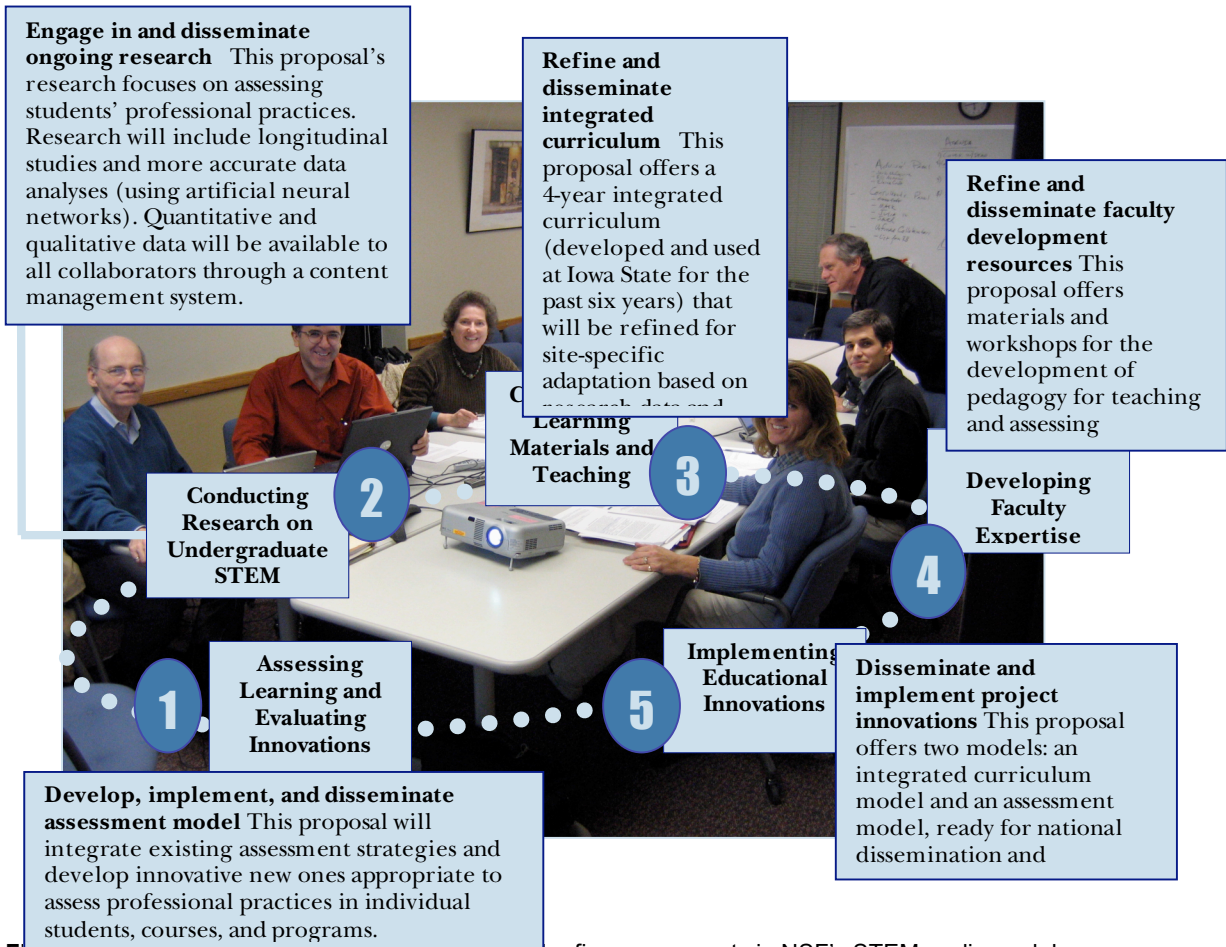 Engage in and disseminate
ongoing research This proposal's
research focuses on assessing
students' professional practices.
Research will include longitudinal
studies and more accurate data
analyses (using artificial neural
networks). Quantitative and
qualitative data will be available to
all collaborators through a content
management system.
Refine and
disseminate
integrated
curriculum This
proposal offers a
4-year integrated
curriculum
(developed and used
at Iowa State for the
past six years) that
will be refined for
site-specific
adaptation based on
research data and
Refine and
disseminate faculty
development
resources This
proposal offers
materials and
workshops for the
development of
pedagogy for teaching
and assessing
2
Conducting
Research on
Undergraduate
STEM
Learning
Materials and
Teaching
3
Developing
Faculty
Expertise
4
1
Assessing
Learning and
Evaluating
Innovations
5
Implementing
Educational
Innovations
Disseminate and
implement project
innovations This proposal
offers two models: an
integrated curriculum
model and an assessment
model, ready for national
dissemination and
Develop, implement, and disseminate
assessment model This proposal will
integrate existing assessment strategies and
develop innovative new ones appropriate to
assess professional practices in individual
students, courses, and programs.